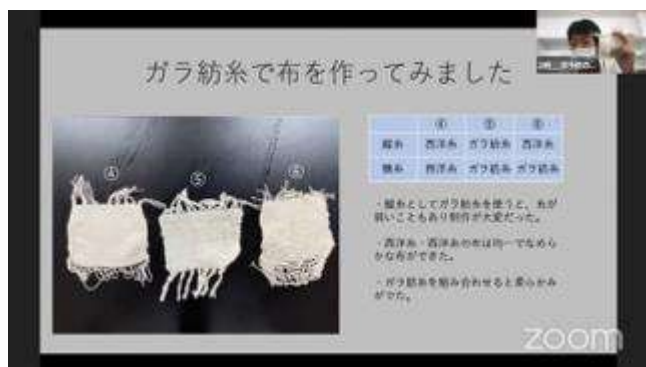 ガラ紡糸で布を作ってみました
④ ⑤ ⑥
④ ⑤ ⑥
縦糸 西洋糸 ガラ紡糸 西洋糸
横糸 西洋糸 ガラ紡糸 ガラ紡糸
・縦糸としてガラ紡糸を使うと、糸が
弱いこともあり制作が大変だった。
・西洋糸・西洋糸の布は均一でなめら
かな布ができた。
・ガラ紡糸を組み合わせると柔らかみ
がでた。
zoom